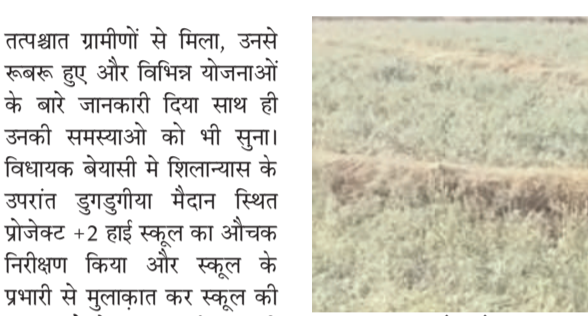 तत्पश्चात ग्रामीणों से मिला, उनसे
रूबरू हुए और विभिन्न योजनाओं
के बारे जानकारी दिया साथ ही
उनकी समस्याओ को भी सुना।
विधायक बेयासी मे शिलान्यास के
उपरांत डुगडुगीया मैदान स्थित
प्रोजेक्ट +2 हाई स्कूल का औचक
निरीक्षण किया और स्कूल के
प्रभारी से मुलाक़ात कर स्कूल की